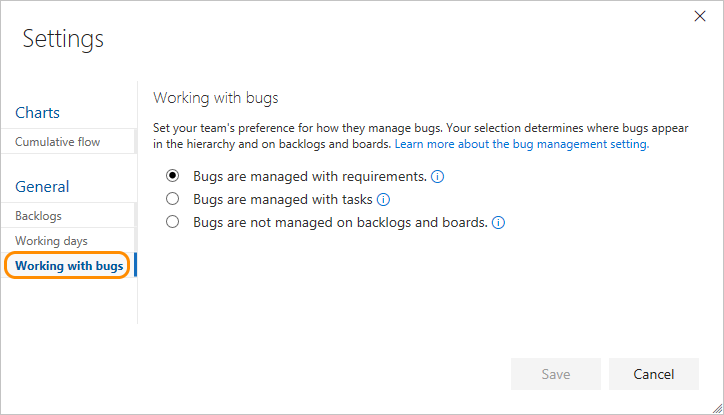 Settings
Charts
Cumulative flow
General
Backlogs
Working days
Working with bugs
Working with bugs
Set your team's preference for how they manage bugs. Your selection determines where bugs appear
in the hierarchy and on backlogs and boards. Learn more about the bug management setting.
Bugs are managed with requirements.
Bugs are managed with tasks
Bugs are not managed on backlogs and boards.
Save
Cancel